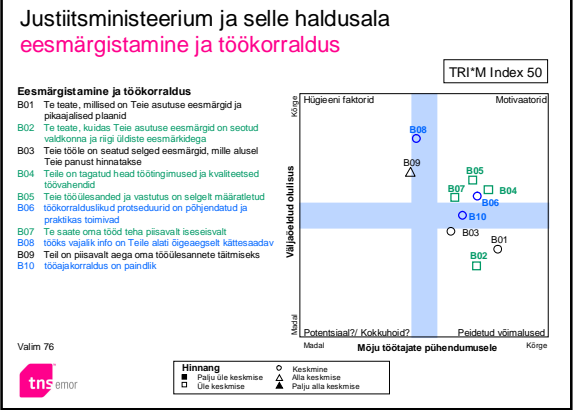 Justiitsministeerium ja selle haldusala
eesmärgistamine ja töökorraldus
TRI*M Index 50
Eesmärgistamine ja töökorraldus
B01 Te teate, millised on Teie asutuse eesmärgid ja
pikaajalised plaanid
B02 Te teate, kuidas Teie asutuse eesmärgid on seotud
valdkonna ja riigi üldiste eesmärkidega
B03 Teie tööle on seatud selged eesmärgid, mille alusel
Teie panust hinnatakse
B04 Teile on tagatud head töötingimused ja kvaliteetsed
töövahendid
B05 Teie tööülesanded ja vastutus on selgelt määratletud
B06 töökorralduslikud protseduurid on põhjendatud ja
praktikas toimivad
B07 Te saate oma tööd teha piisavalt iseseisvalt
B08 tööks vajalik info on Teile alati õigeaegselt kättesaadav
B09 Teil on piisavalt aega oma tööülesannete täitmiseks
B10 tööajakorraldus on paindlik
Kõrge
Hügieeni faktorid
Motivaatorid
B08
B09
B05
B07
B04
B06
B10
B03
B01
B02
Väljaöeldud olulisus
Madal
Potentsiaal?/ Kokkuhoid?
Peidetud võimalused
Madal
Mõju töötajate pühendumusele
Kõrge
Valim 76
Hinnang
Palju üle keskmise
Üle keskmise
Keskmine
Alla keskmise
Palju alla keskmise
tns emor